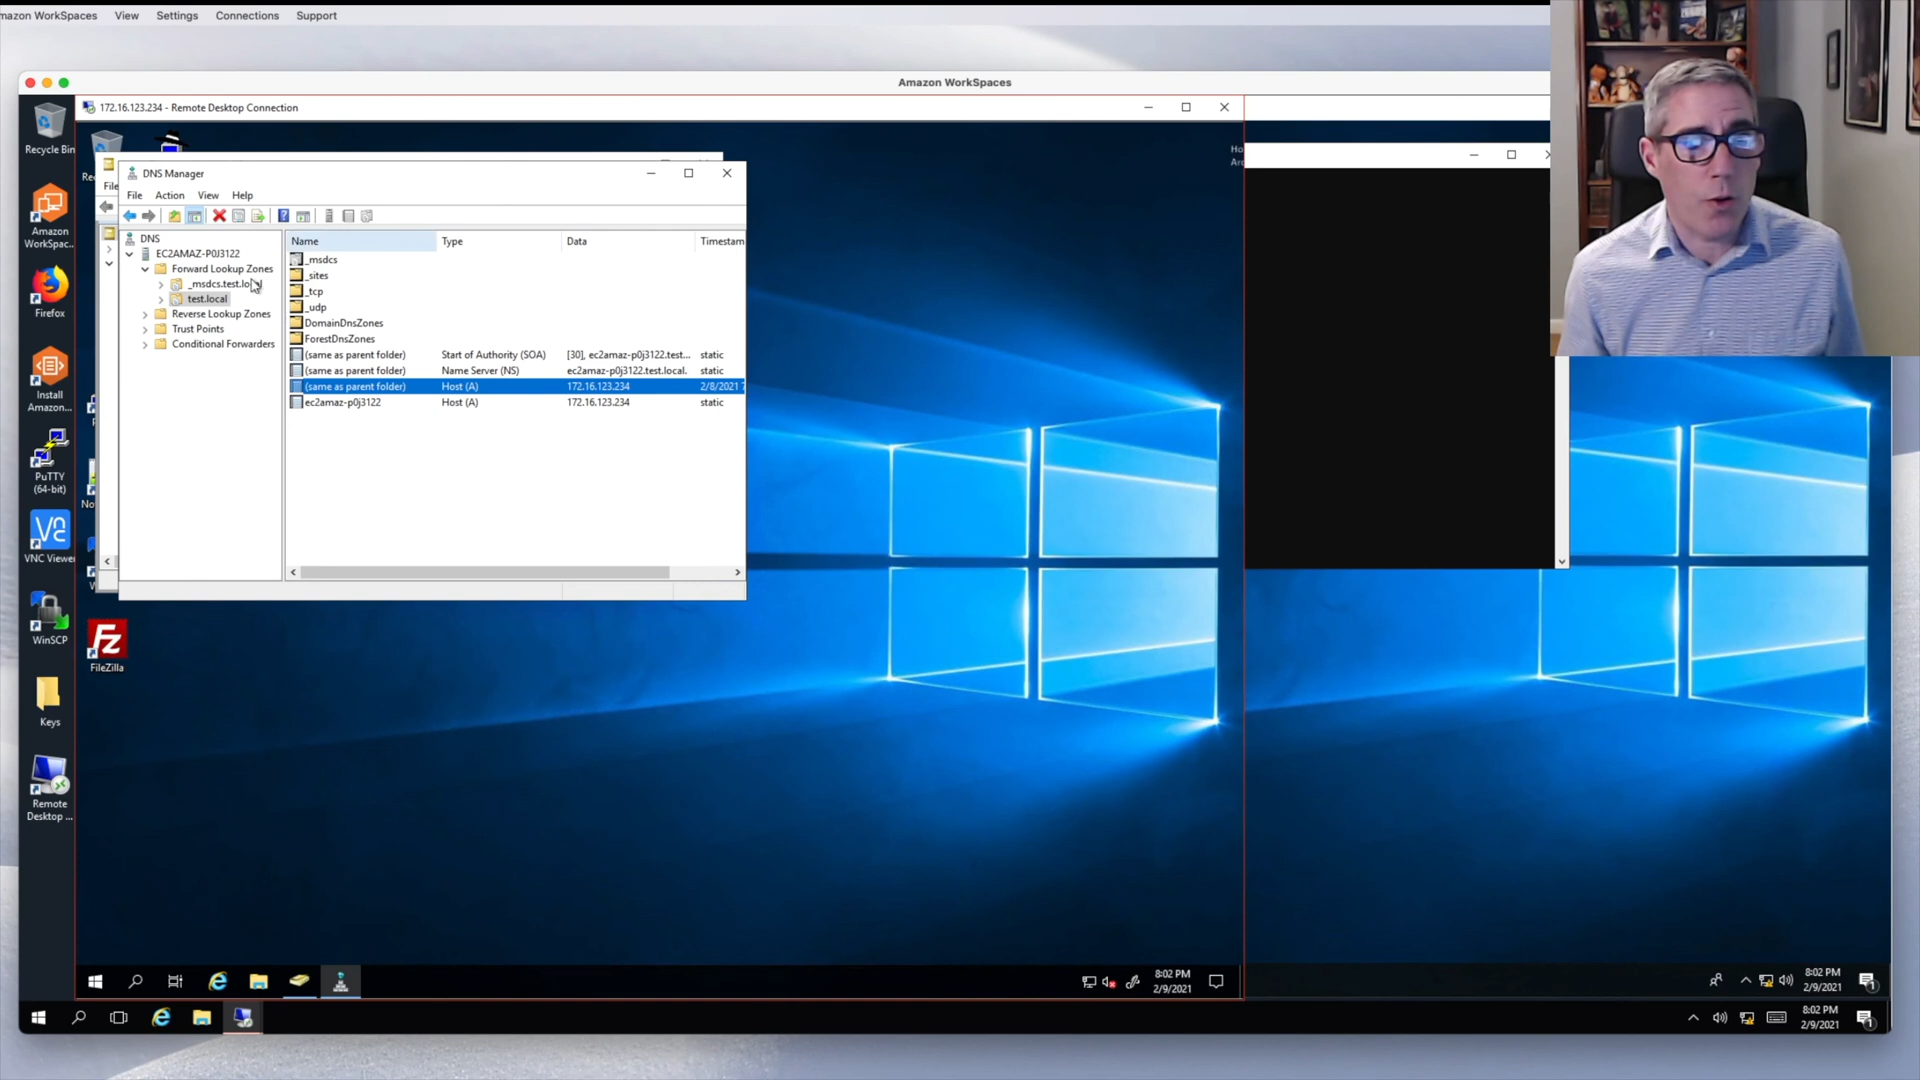 mazon WorkSpaces View Settings Connections Support
Amazon WorkSpaces
172.16.123.234 - Remote Desktop Connection
Recycle Bin
Amazon
WorkSpac...
Firefox
Install
Amazon...
PuTTY
(64-bit)
VNC Viewer
WinSCP
Keys
Remote
Desktop ...
FileZilla
File
DNS Manager
File Action View Help
DNS
EC2AMAZ-P0J3122
Forward Lookup Zones
_msdcs.test.local
test.local
Reverse Lookup Zones
Trust Points
Conditional Forwarders
Name Type Data Timestam
_msdcs
_sites
_tcp
_udp
DomainDnsZones
ForestDnsZones
(same as parent folder) Start of Authority (SOA) [30], ec2amaz-p0j3122.test... static
(same as parent folder) Name Server (NS) ec2amaz-p0j3122.test.local. static
(same as parent folder) Host (A) 172.16.123.234 2/8/2021
ec2amaz-p0j3122 Host (A) 172.16.123.234 static
8:02 PM
2/9/2021
8:02 PM
2/9/2021
8:02 PM
2/9/2021